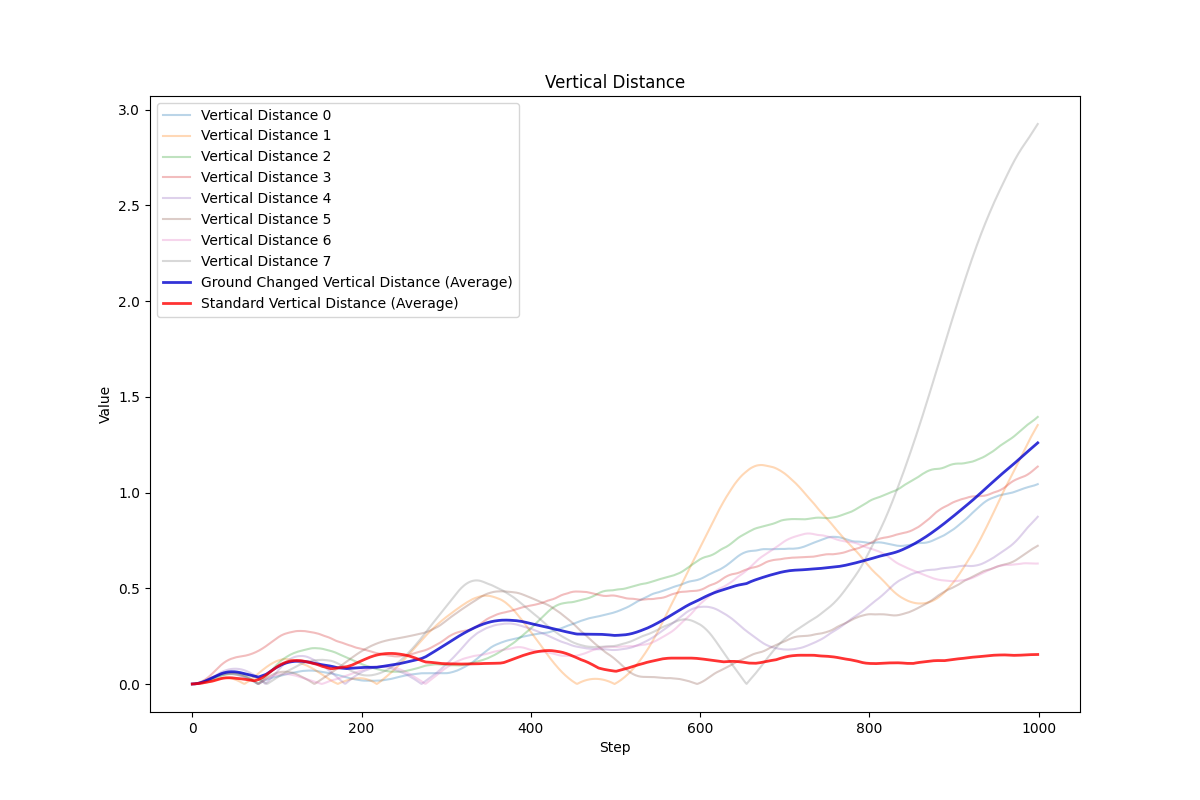 Vertical Distance
3.0
2.5
2.0
1.5
1.0
0.5
0.0
Value
Vertical Distance 0
Vertical Distance 1
Vertical Distance 2
Vertical Distance 3
Vertical Distance 4
Vertical Distance 5
Vertical Distance 6
Vertical Distance 7
Ground Changed Vertical Distance (Average)
Standard Vertical Distance (Average)
0 200 400 600 800 1000
Step